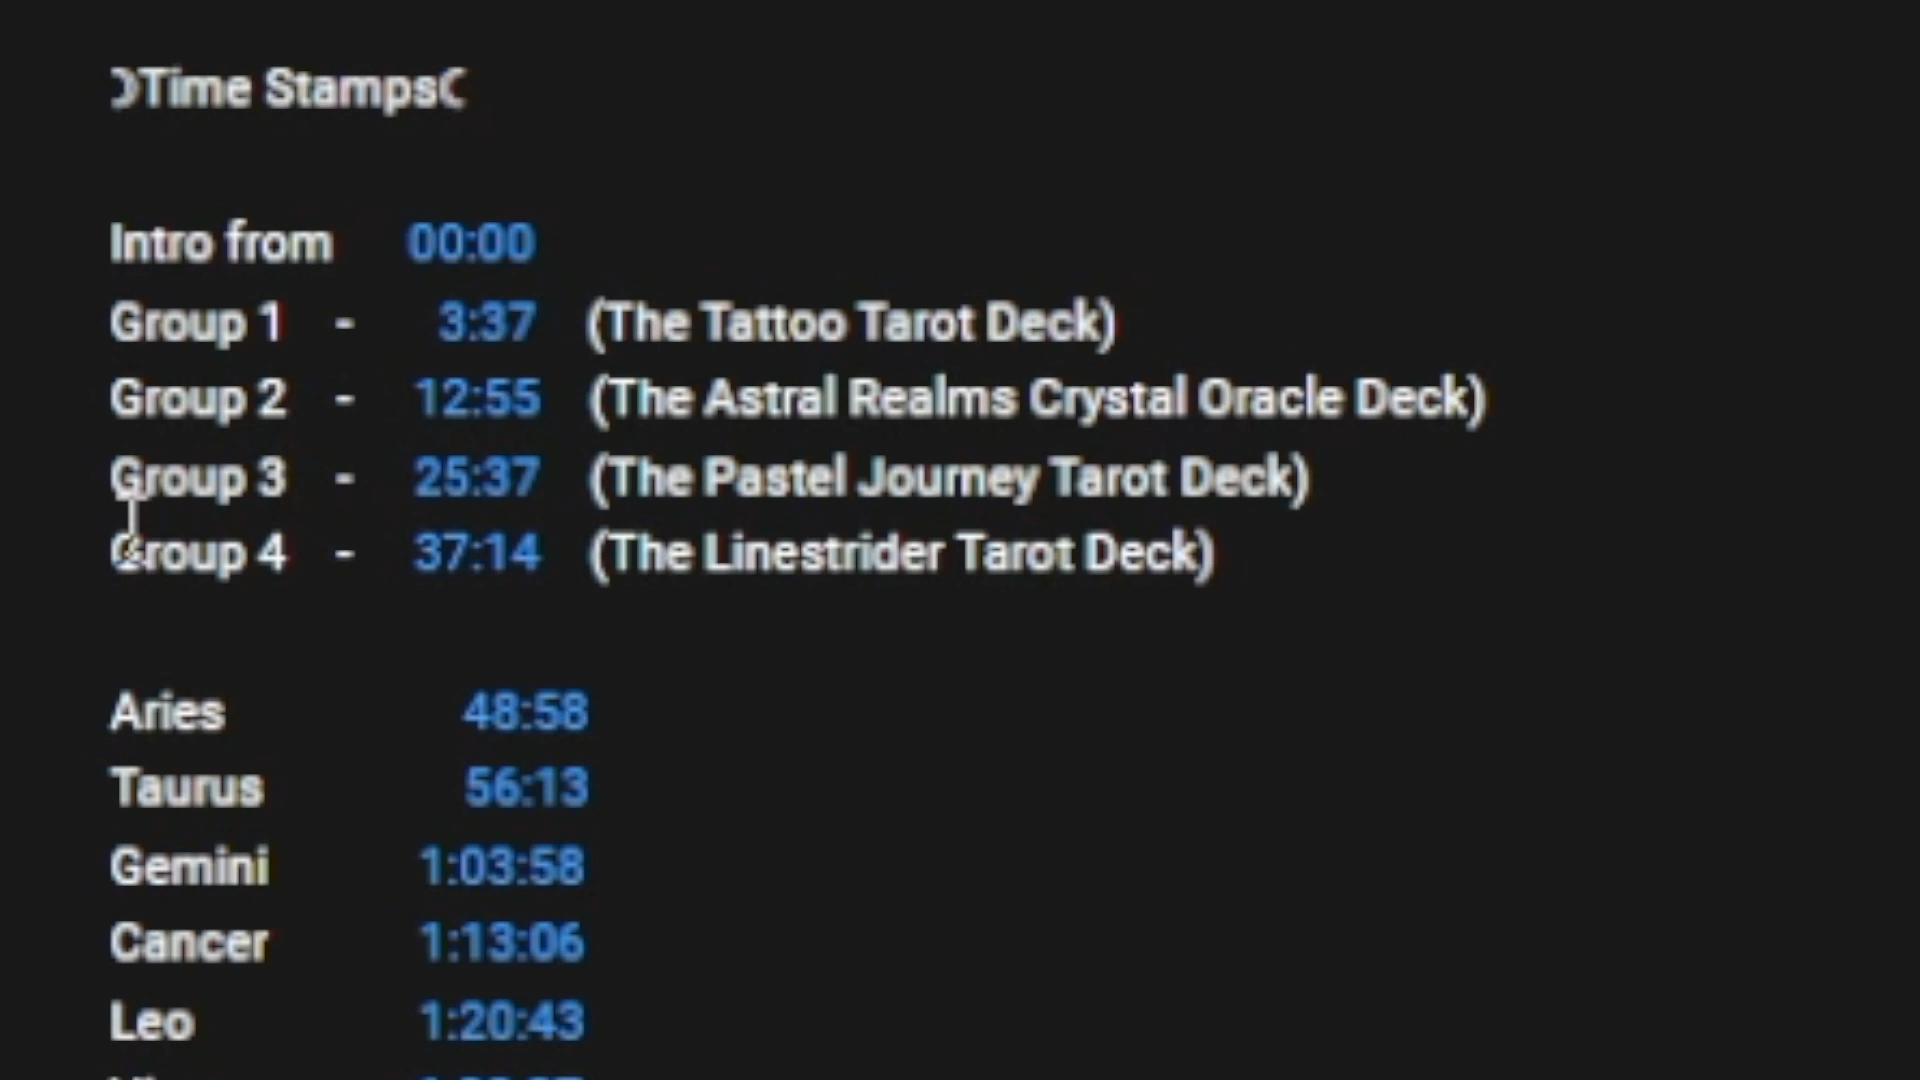 ☽Time Stamps☾
Intro from 00:00
Group 1 - 3:37 (The Tattoo Tarot Deck)
Group 2 - 12:55 (The Astral Realms Crystal Oracle Deck)
Group 3 - 25:37 (The Pastel Journey Tarot Deck)
Group 4 - 37:14 (The Linestrider Tarot Deck)
Aries 48:58
Taurus 56:13
Gemini 1:03:58
Cancer 1:13:06
Leo 1:20:43